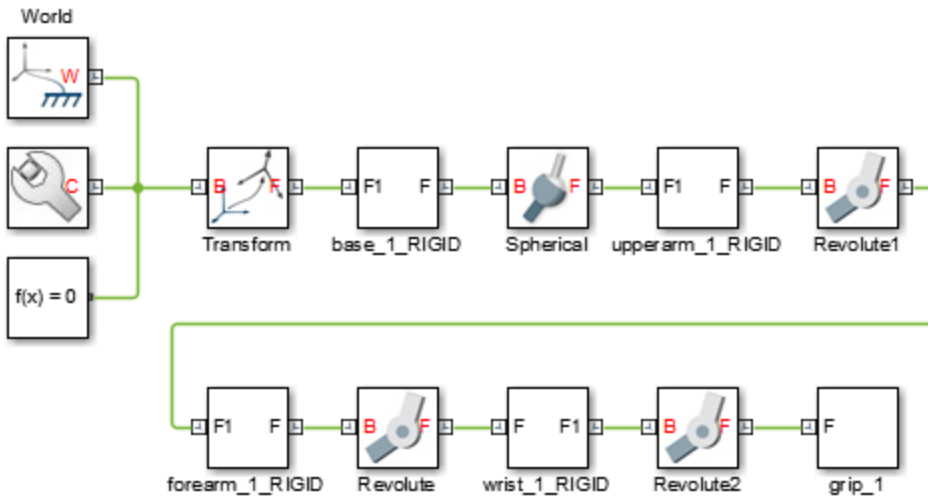 World
W
C
B F
F1 F
B F
F1 F
B F
Transform
base_1_RIGID
Spherical
upperarm_1_RIGID
Revolute1
f(x) = 0
F1 F
B F
F F1
B F
F
forearm_1_RIGID
Revolute
wrist_1_RIGID
Revolute2
grip_1